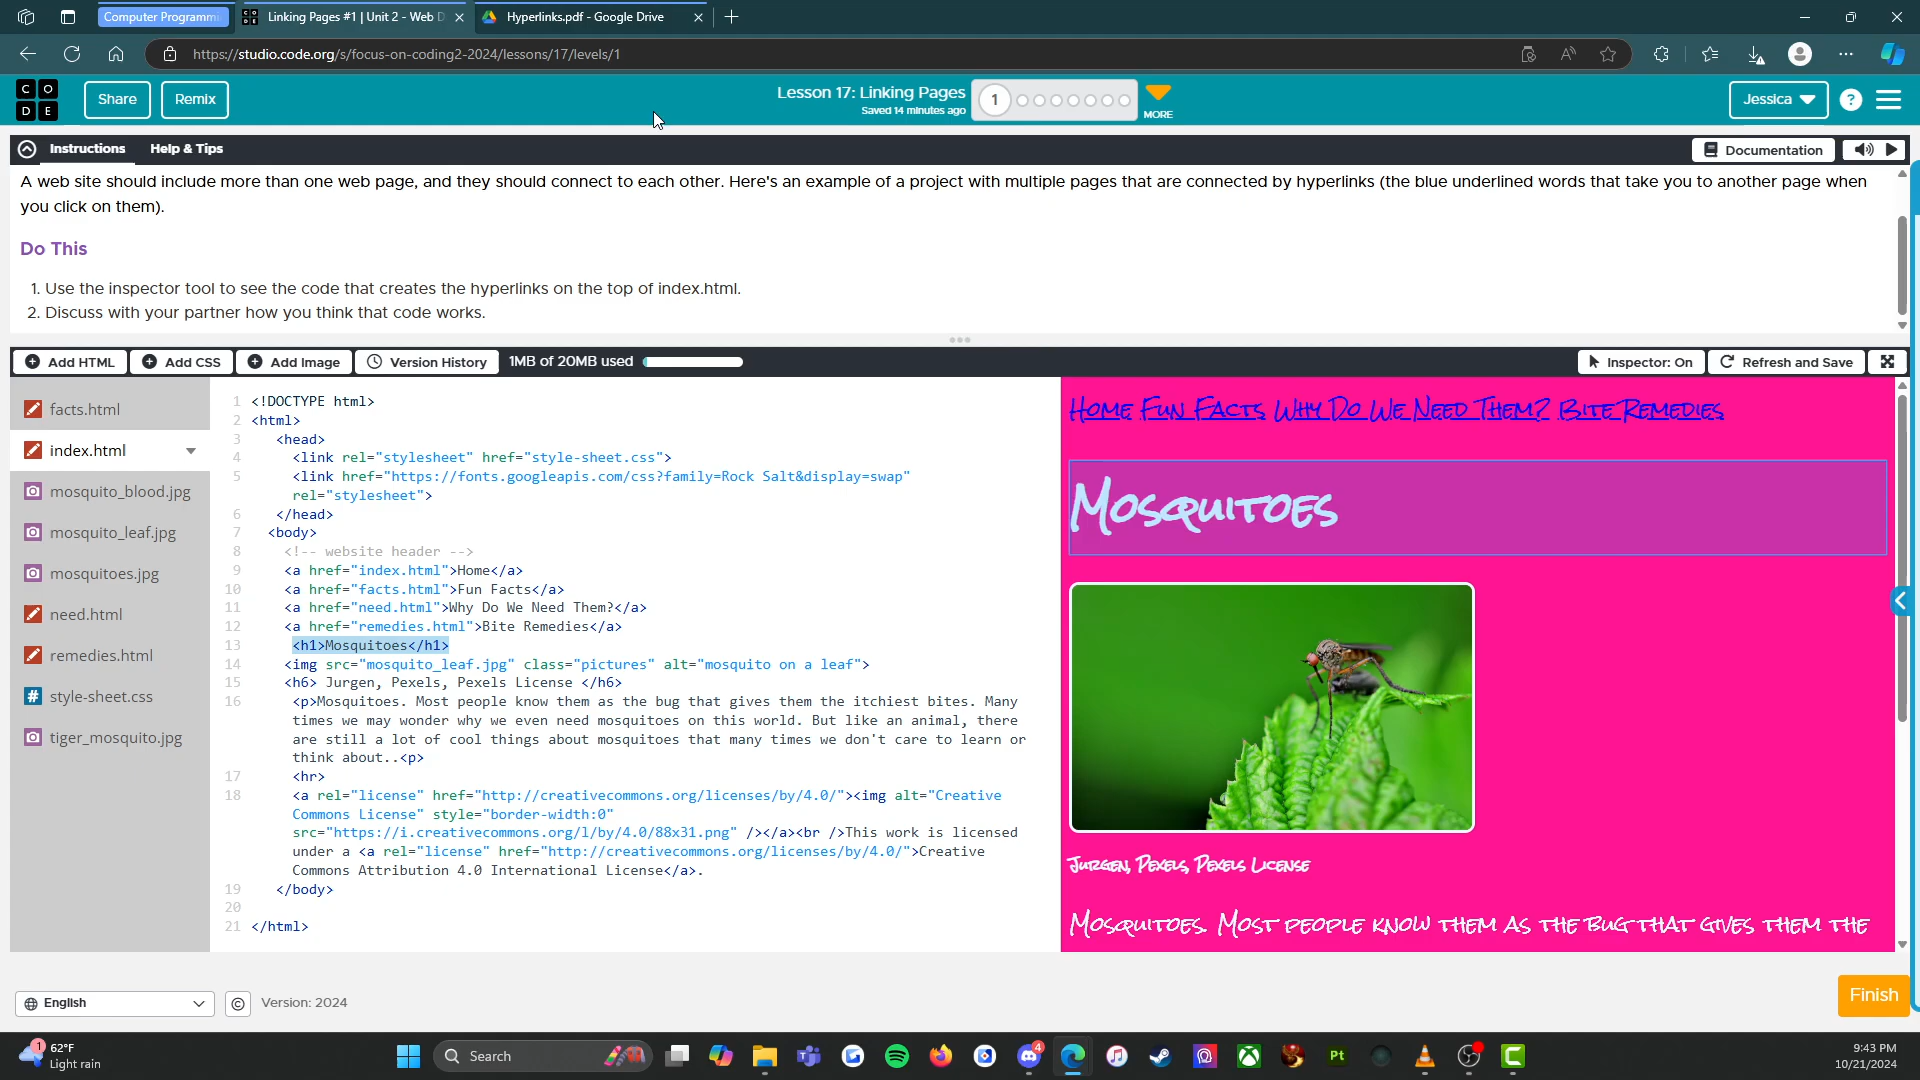 Computer Programmi
Linking Pages #1 | Unit 2 - Web D
Hyperlinks.pdf - Google Drive
https://studio.code.org/s/focus-on-coding2-2024/lessons/17/levels/1
C O
D E
Share
Remix
Lesson 17: Linking Pages
Saved 14 minutes ago
1
MORE
Jessica
?
Instructions
Help & Tips
Documentation
A web site should include more than one web page, and they should connect to each other. Here's an example of a project with multiple pages that are connected by hyperlinks (the blue underlined words that take you to another page when
you click on them).
Do This
1. Use the inspector tool to see the code that creates the hyperlinks on the top of index.html.
2. Discuss with your partner how you think that code works.
Add HTML
Add CSS
Add Image
Version History
1MB of 20MB used
Inspector: On
Refresh and Save
facts.html
index.html
mosquito_blood.jpg
mosquito_leaf.jpg
mosquitoes.jpg
need.html
remedies.html
style-sheet.css
tiger_mosquito.jpg
1 <!DOCTYPE html>
2 <html>
3 <head>
4 <link rel="stylesheet" href="style-sheet.css">
5 <link href="https://fonts.googleapis.com/css?family=Rock Salt&display=swap"
rel="stylesheet">
6 </head>
7 <body>
8 <!-- website header -->
9 <a href="index.html">Home</a>
10 <a href="facts.html">Fun Facts</a>
11 <a href="need.html">Why Do We Need Them?</a>
12 <a href="remedies.html">Bite Remedies</a>
13 <h1>Mosquitoes</h1>
14 <img src="mosquito_leaf.jpg" class="pictures" alt="mosquito on a leaf">
15 <h6> Jurgen, Pexels, Pexels License </h6>
16 <p>Mosquitoes. Most people know them as the bug that gives them the itchiest bites. Many
times we may wonder why we even need mosquitoes on this world. But like an animal, there
are still a lot of cool things about mosquitoes that many times we don't care to learn or
think about..<p>
17 <hr>
18 <a rel="license" href="http://creativecommons.org/licenses/by/4.0/"><img alt="Creative
Commons License" style="border-width:0"
src="https://i.creativecommons.org/l/by/4.0/88x31.png" /></a><br />This work is licensed
under a <a rel="license" href="http://creativecommons.org/licenses/by/4.0/">Creative
Commons Attribution 4.0 International License</a>.
19 </body>
20
21 </html>
Home Fun Facts Why Do We Need Them? Bite Remedies
Mosquitoes
Jurgen, Pexels, Pexels License
Mosquitoes. Most people know them as the bug that gives them the
Finish
English
Version: 2024
1
62°F
Light rain
Search
4
Pt
9:43 PM
10/21/2024